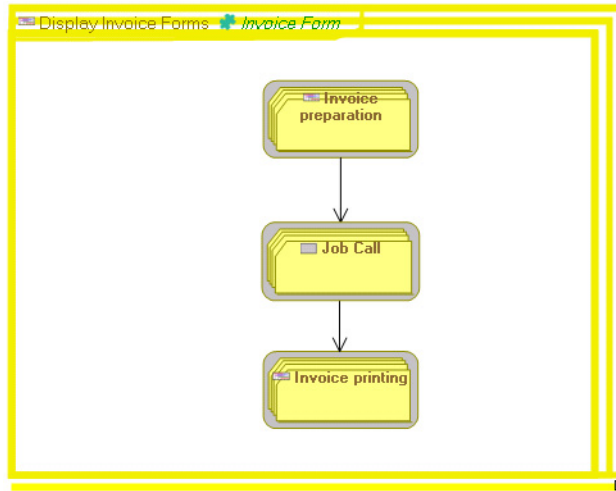 Display Invoice Forms Invoice Form
Invoice
preparation
Job Call
Invoice printing